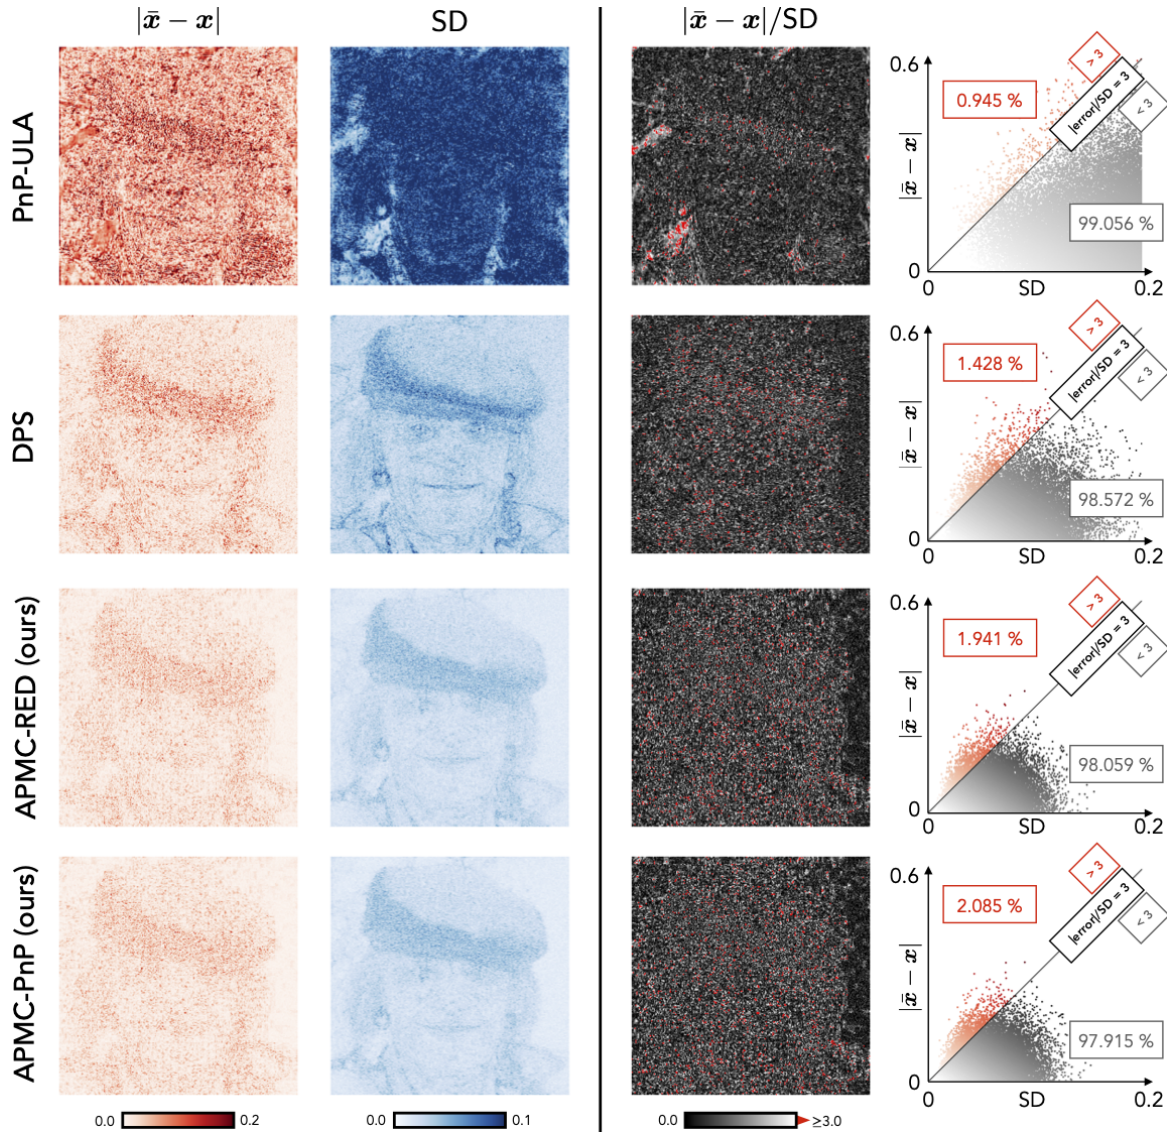 |x̄ − x|
SD
|x̄ − x|/SD
PnP-ULA
0.6
0.945 %
> 3
|error|/SD = 3
< 3
|x̄ − x|
99.056 %
0
0
SD
0.2
DPS
0.6
1.428 %
> 3
|error|/SD = 3
< 3
|x̄ − x|
98.572 %
0
0
SD
0.2
APMC-RED (ours)
0.6
1.941 %
> 3
|error|/SD = 3
< 3
|x̄ − x|
98.059 %
0
0
SD
0.2
APMC-PnP (ours)
0.6
2.085 %
> 3
|error|/SD = 3
< 3
|x̄ − x|
97.915 %
0
0
SD
0.2
0.0 0.2
0.0 0.1
0.0 ≥3.0